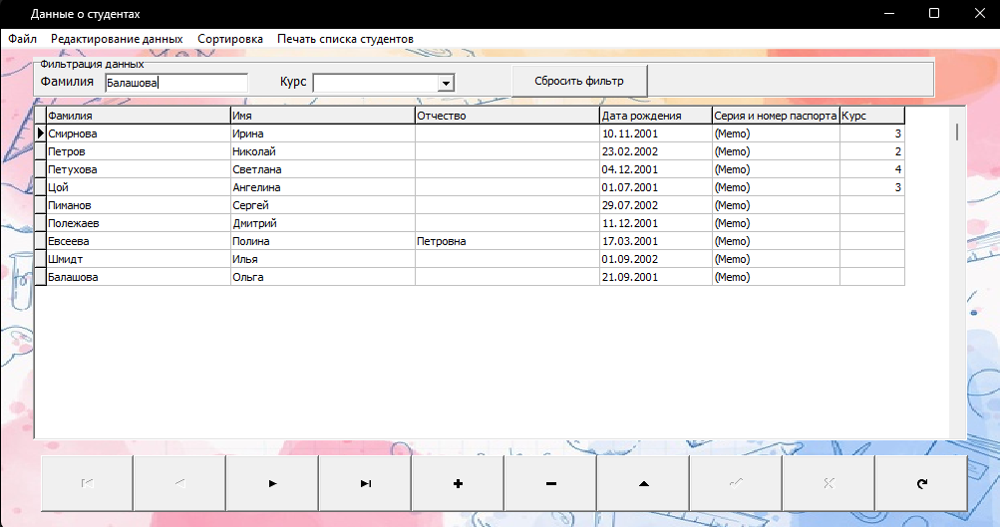 Данные о студентах
Файл Редактирование данных Сортировка Печать списка студентов
Фильтрация данных
Фамилия Балашова Курс Сбросить фильтр
Фамилия Имя Отчество Дата рождения Серия и номер паспорта Курс
Смирнова Ирина 10.11.2001 (Memo) 3
Петров Николай 23.02.2002 (Memo) 2
Петухова Светлана 04.12.2001 (Memo) 4
Цой Ангелина 01.07.2001 (Memo) 3
Пиманов Сергей 29.07.2002 (Memo)
Полежаев Дмитрий 11.12.2001 (Memo)
Евсеева Полина Петровна 17.03.2001 (Memo)
Шмидт Илья 01.09.2002 (Memo)
Балашова Ольга 21.09.2001 (Memo)